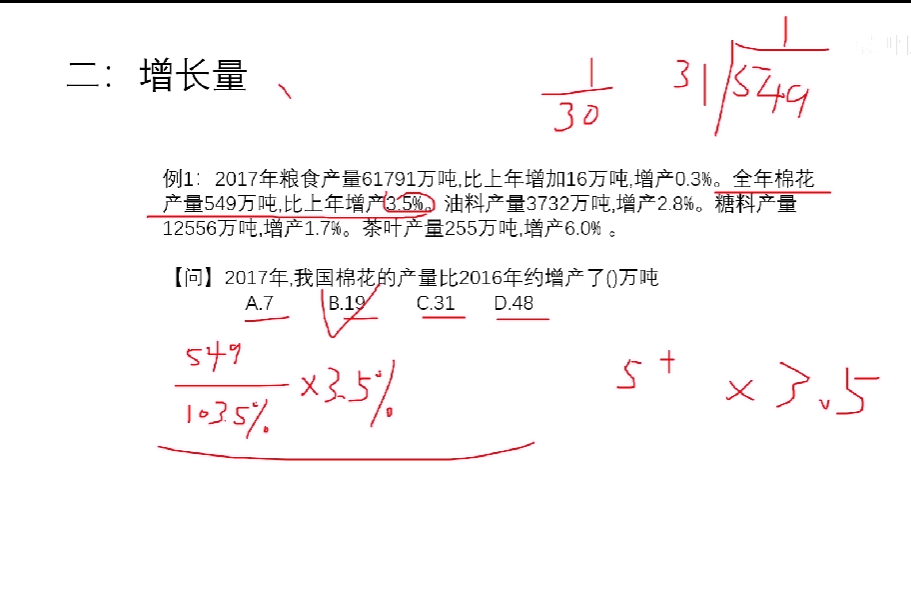 二：增长量
1
30
1
31 549
例1：2017年粮食产量61791万吨,比上年增加16万吨,增产0.3%。全年棉花
产量549万吨,比上年增产3.5%。油料产量3732万吨,增产2.8%。糖料产量
12556万吨,增产1.7%。茶叶产量255万吨,增产6.0% 。
【问】2017年,我国棉花的产量比2016年约增产了()万吨
A.7 B.19 C.31 D.48
549
103.5% ×3.5%
5+ ×3.5